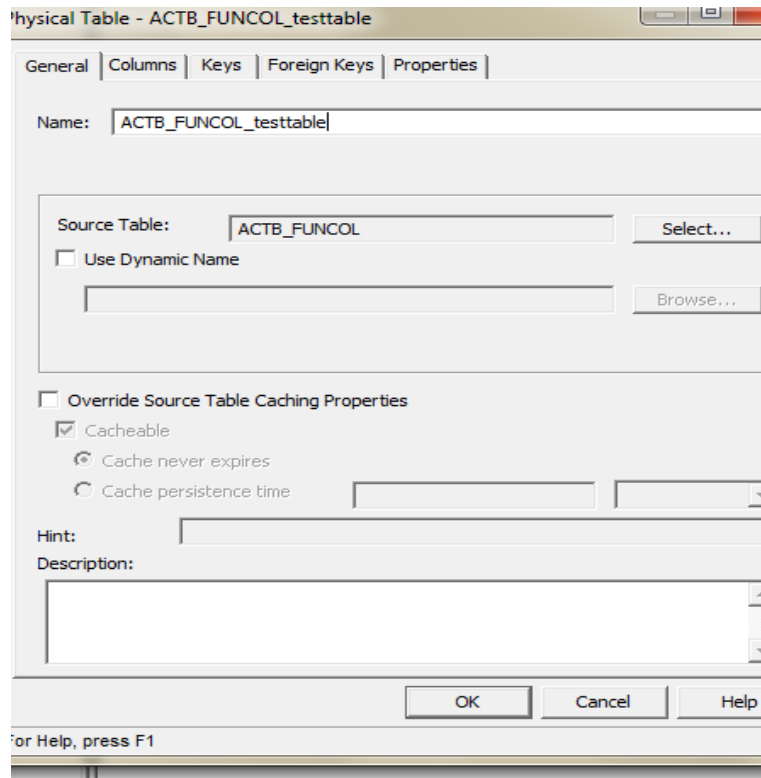 Physical Table - ACTB_FUNCOL_testtable
General Columns Keys Foreign Keys Properties
Name: ACTB_FUNCOL_testtable
Source Table: ACTB_FUNCOL Select...
Use Dynamic Name
Browse...
Override Source Table Caching Properties
Cacheable
Cache never expires
Cache persistence time
Hint:
Description:
OK Cancel Help
For Help, press F1